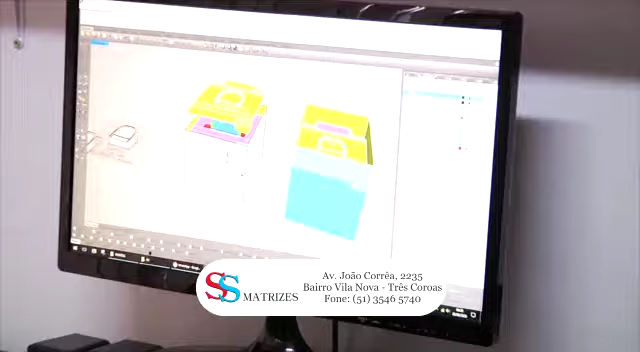 SS MATRIZES
Av. João Corrêa, 2235
Bairro Vila Nova - Três Coroas
Fone: (51) 3546 5740